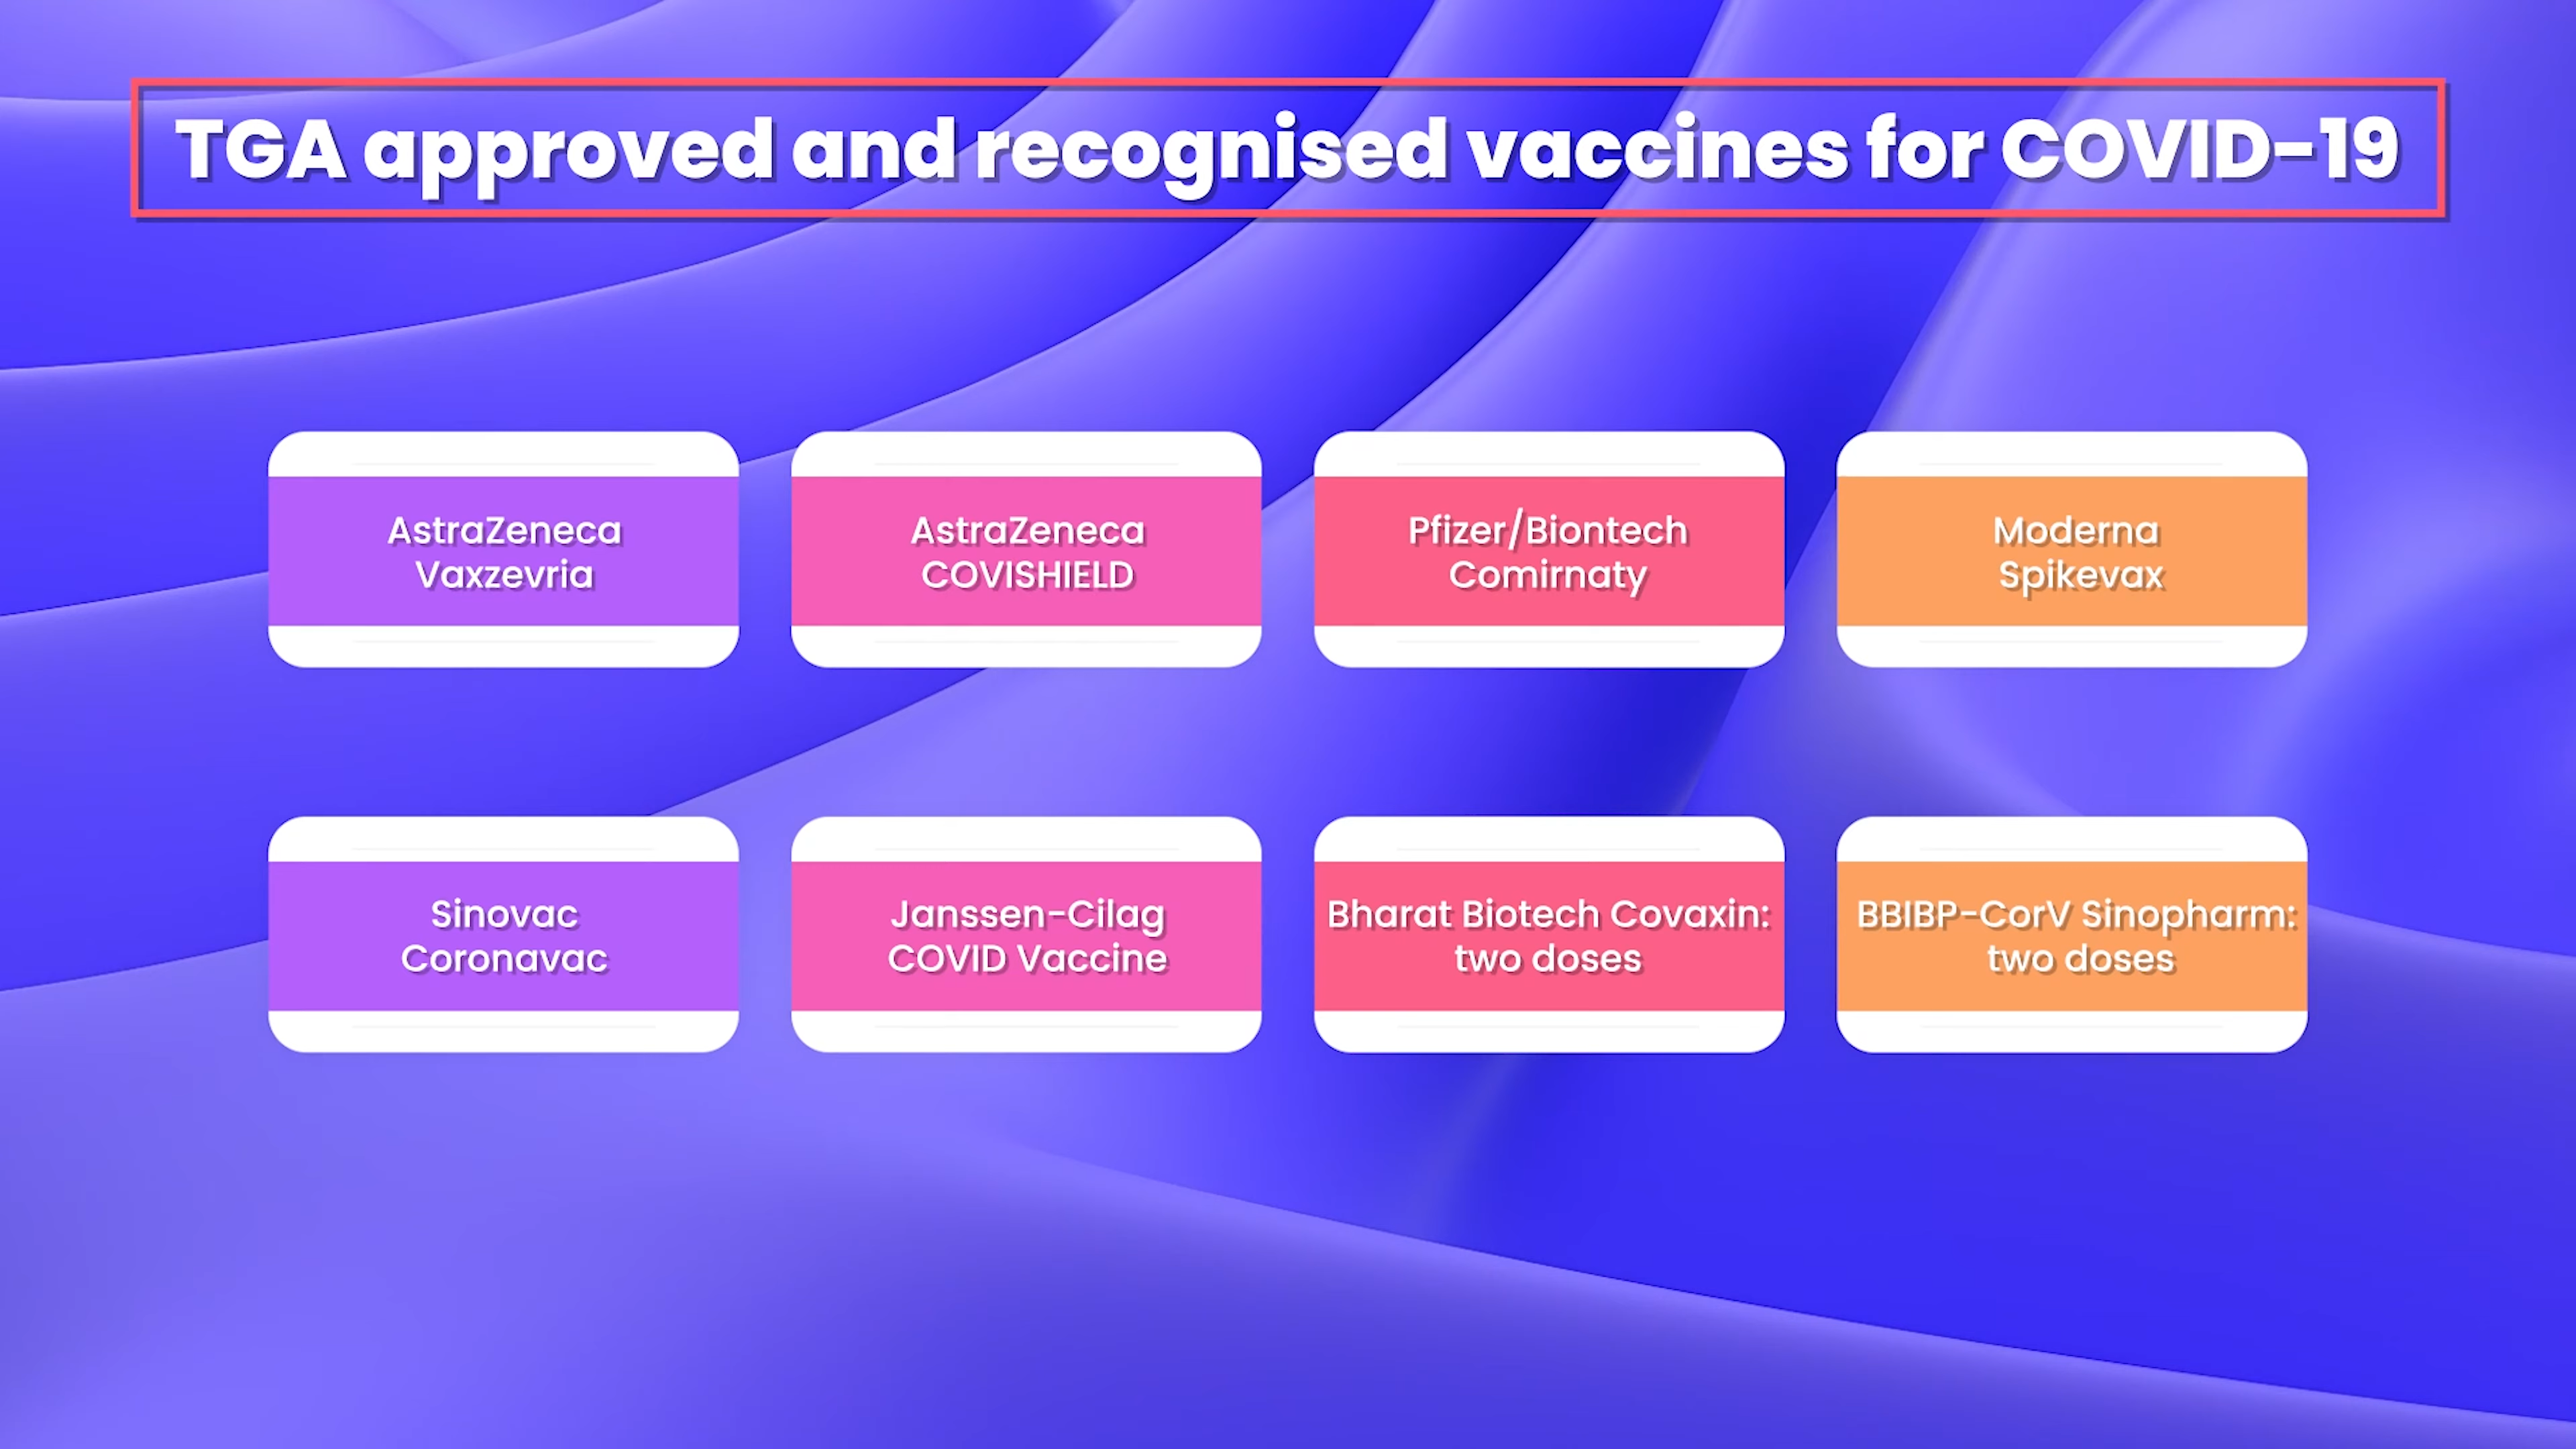 TGA approved and recognised vaccines for COVID-19
AstraZeneca
Vaxzevria
AstraZeneca
COVISHIELD
Pfizer/Biontech
Comirnaty
Moderna
Spikevax
Sinovac
Coronavac
Janssen-Cilag
COVID Vaccine
Bharat Biotech Covaxin:
two doses
BBIBP-CorV Sinopharm:
two doses